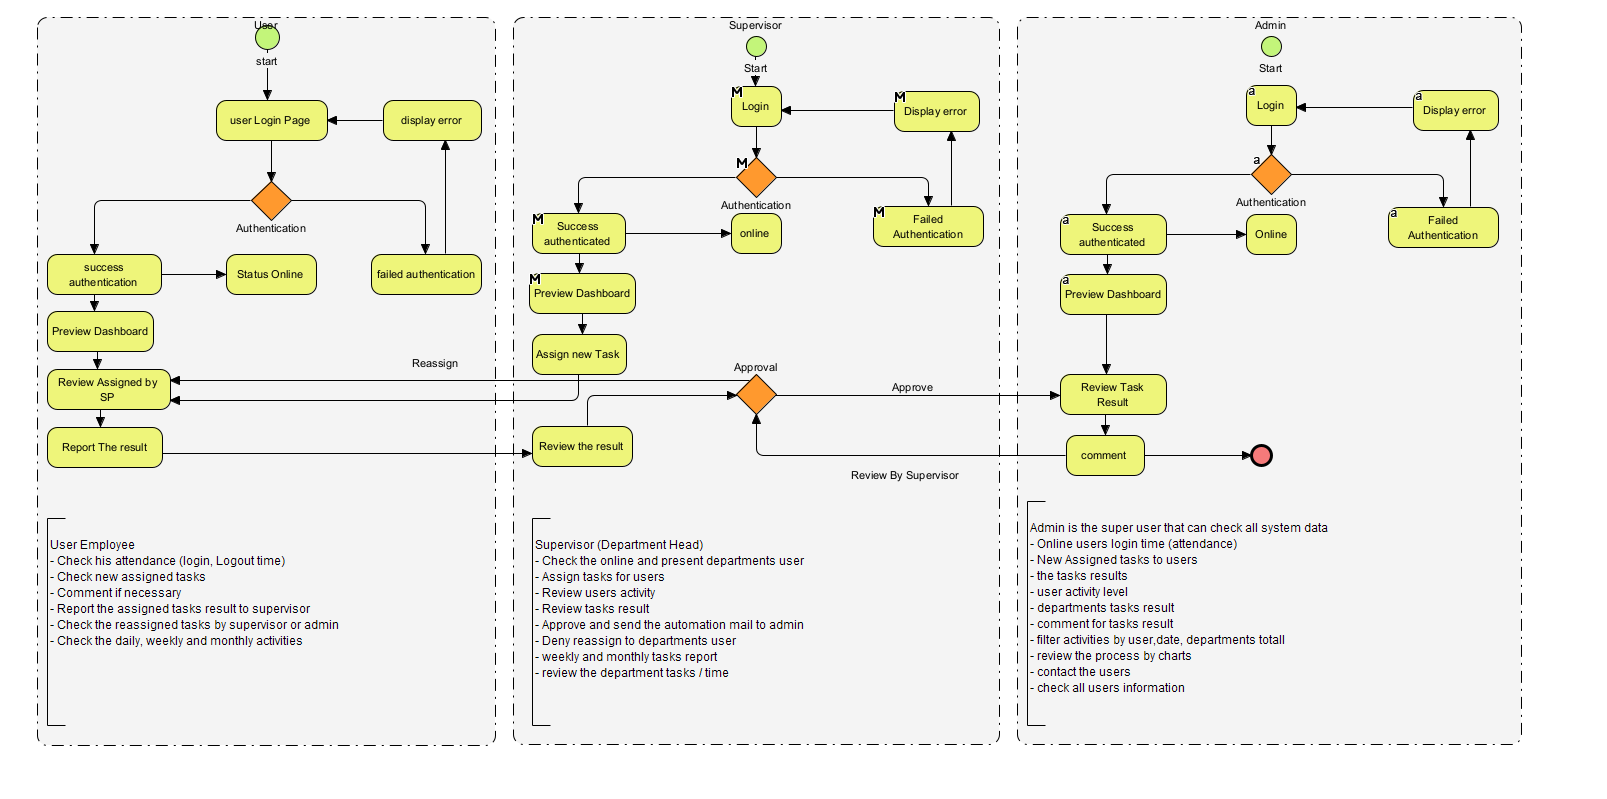 User
start
user Login Page
display error
Authentication
success
authentication
Status Online
failed authentication
Preview Dashboard
Review Assigned by
SP
Report The result
Reassign
User Employee
- Check his attendance (login, Logout time)
- Check new assigned tasks
- Comment if necessary
- Report the assigned tasks result to supervisor
- Check the reassigned tasks by supervisor or admin
- Check the daily, weekly and monthly activities
Supervisor
Start
M
Login
M
Display error
M
Authentication
M
Success
authenticated
online
M
Failed
Authentication
M
Preview Dashboard
Assign new Task
Approval
Approve
Review the result
Review By Supervisor
Supervisor (Department Head)
- Check the online and present departments user
- Assign tasks for users
- Review users activity
- Review tasks result
- Approve and send the automation mail to admin
- Deny reassign to departments user
- weekly and monthly tasks report
- review the department tasks / time
Admin
Start
a
Login
a
Display error
a
Authentication
a
Success
authenticated
Online
a
Failed
Authentication
a
Preview Dashboard
Review Task
Result
comment
Admin is the super user that can check all system data
- Online users login time (attendance)
- New Assigned tasks to users
- the tasks results
- user activity level
- departments tasks result
- comment for tasks result
- filter activities by user,date, departments totall
- review the process by charts
- contact the users
- check all users information